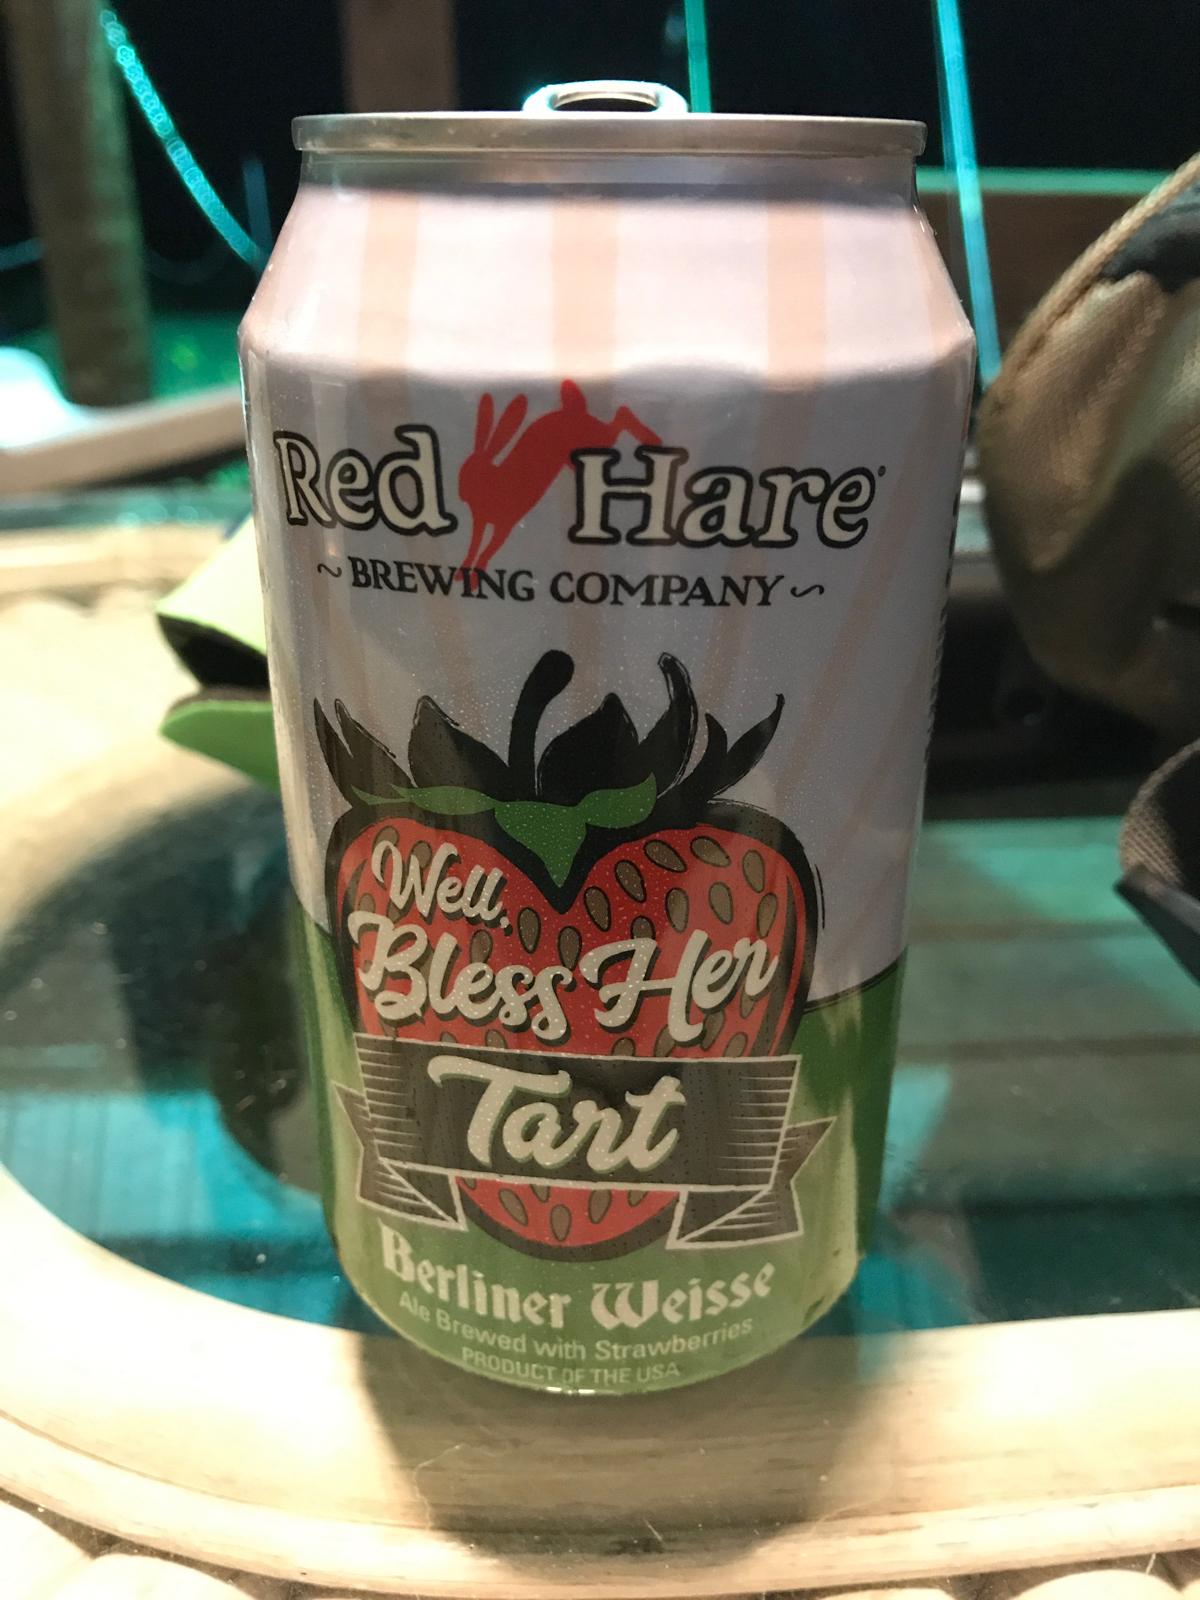 Red Hare
~ BREWING COMPANY ~
Well,
Bless Her
Tart
Berliner Weisse
Ale Brewed with Strawberries
PRODUCT OF THE USA